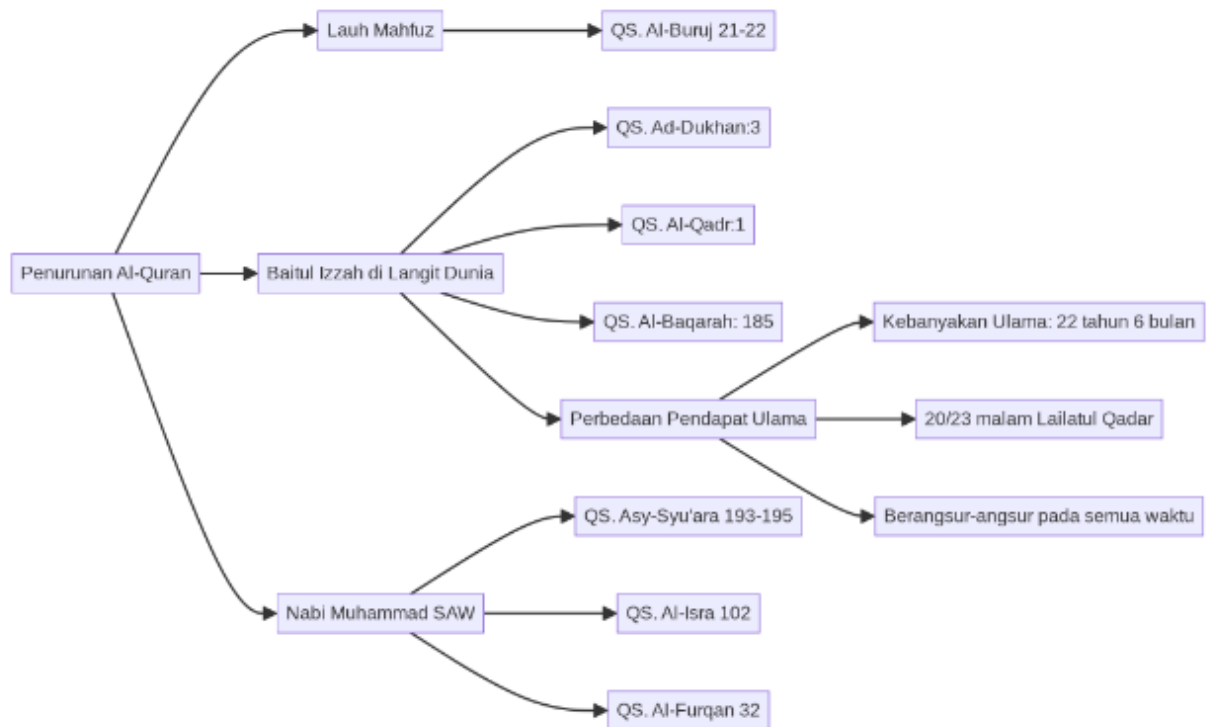 Lauh Mahfuz
QS. Al-Buruj 21-22
QS. Ad-Dukhan:3
QS. Al-Qadr:1
Penurunan Al-Quran
Baitul Izzah di Langit Dunia
QS. Al-Baqarah: 185
Kebanyakan Ulama: 22 tahun 6 bulan
Perbedaan Pendapat Ulama
20/23 malam Lailatul Qadar
QS. Asy-Syu'ara 193-195
Berangsur-angsur pada semua waktu
Nabi Muhammad SAW
QS. Al-Isra 102
QS. Al-Furqan 32